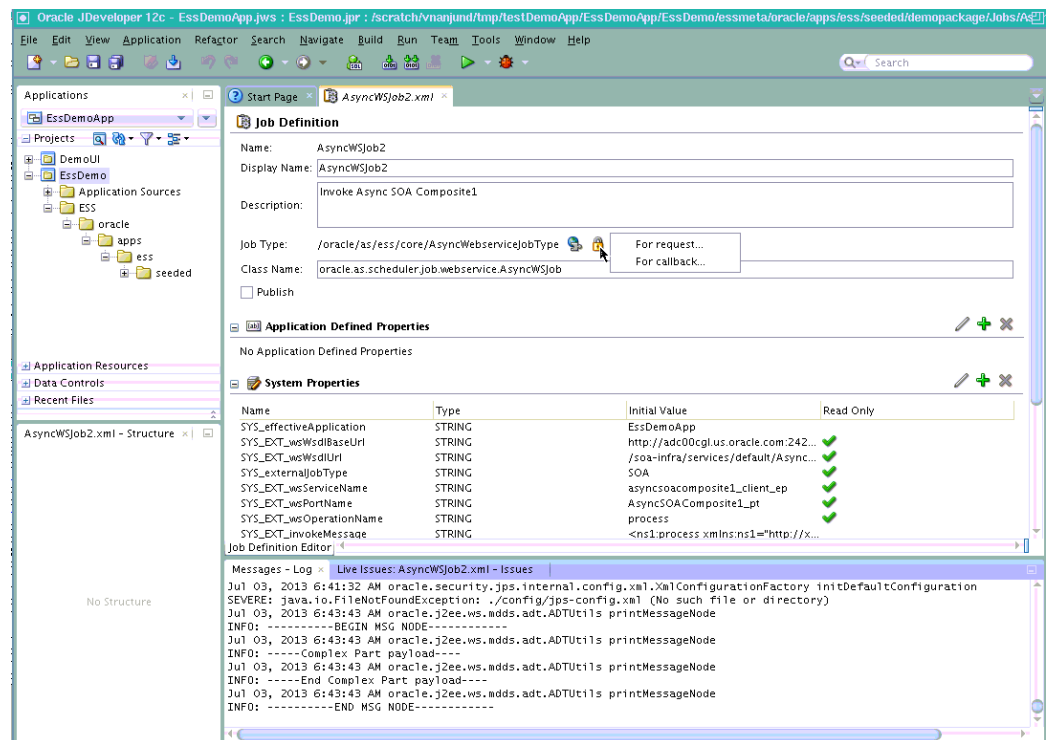 Oracle JDeveloper 12c - EssDemoApp.jws : EssDemo.jpr : /scratch/vnanjund/tmp/testDemoApp/EssDemoApp/EssDemo/essmeta/oracle/apps/ess/seeded/demopackage/Jobs/As
File Edit View Application Refactor Search Navigate Build Run Team Tools Window Help
Search
Applications
Start Page
AsyncWSJob2.xml
EssDemoApp
Projects
DemoUI
EssDemo
Application Sources
ESS
oracle
apps
ess
seeded
Application Resources
Data Controls
Recent Files
AsyncWSJob2.xml - Structure
No Structure
Job Definition
Name: AsyncWSJob2
Display Name: AsyncWSJob2
Description: Invoke Async SOA Composite1
Job Type: /oracle/as/ess/core/AsyncWebserviceJobType
For request...
For callback...
Class Name: oracle.as.scheduler.job.webservice.AsyncWSJob
Publish
Application Defined Properties
No Application Defined Properties
System Properties
Name Type Initial Value Read Only
SYS_effectiveApplication STRING EssDemoApp
SYS_EXT_wsWsdlBaseUrl STRING http://adc00cgl.us.oracle.com:242...
SYS_EXT_wsWsdlUrl STRING /soa-infra/services/default/Async...
SYS_externalJobType STRING SOA
SYS_EXT_wsServiceName STRING asyncsoacomposite1_client_ep
SYS_EXT_wsPortName STRING AsyncSOAComposite1_pt
SYS_EXT_wsOperationName STRING process
SYS_EXT_invokeMessage STRING <ns1:process xmlns:ns1="http://x...
Job Definition Editor
Messages - Log Live Issues: AsyncWSJob2.xml - Issues
Jul 03, 2013 6:41:32 AM oracle.security.jps.internal.config.xml.XmlConfigurationFactory initDefaultConfiguration
SEVERE: java.io.FileNotFoundException: ./config/jps-config.xml (No such file or directory)
Jul 03, 2013 6:43:43 AM oracle.j2ee.ws.mdds.adt.ADTUtils printMessageNode
INFO: ----------BEGIN MSG NODE------------
Jul 03, 2013 6:43:43 AM oracle.j2ee.ws.mdds.adt.ADTUtils printMessageNode
INFO: -----Complex Part payload----
Jul 03, 2013 6:43:43 AM oracle.j2ee.ws.mdds.adt.ADTUtils printMessageNode
INFO: -----End Complex Part payload----
Jul 03, 2013 6:43:43 AM oracle.j2ee.ws.mdds.adt.ADTUtils printMessageNode
INFO: ----------END MSG NODE------------